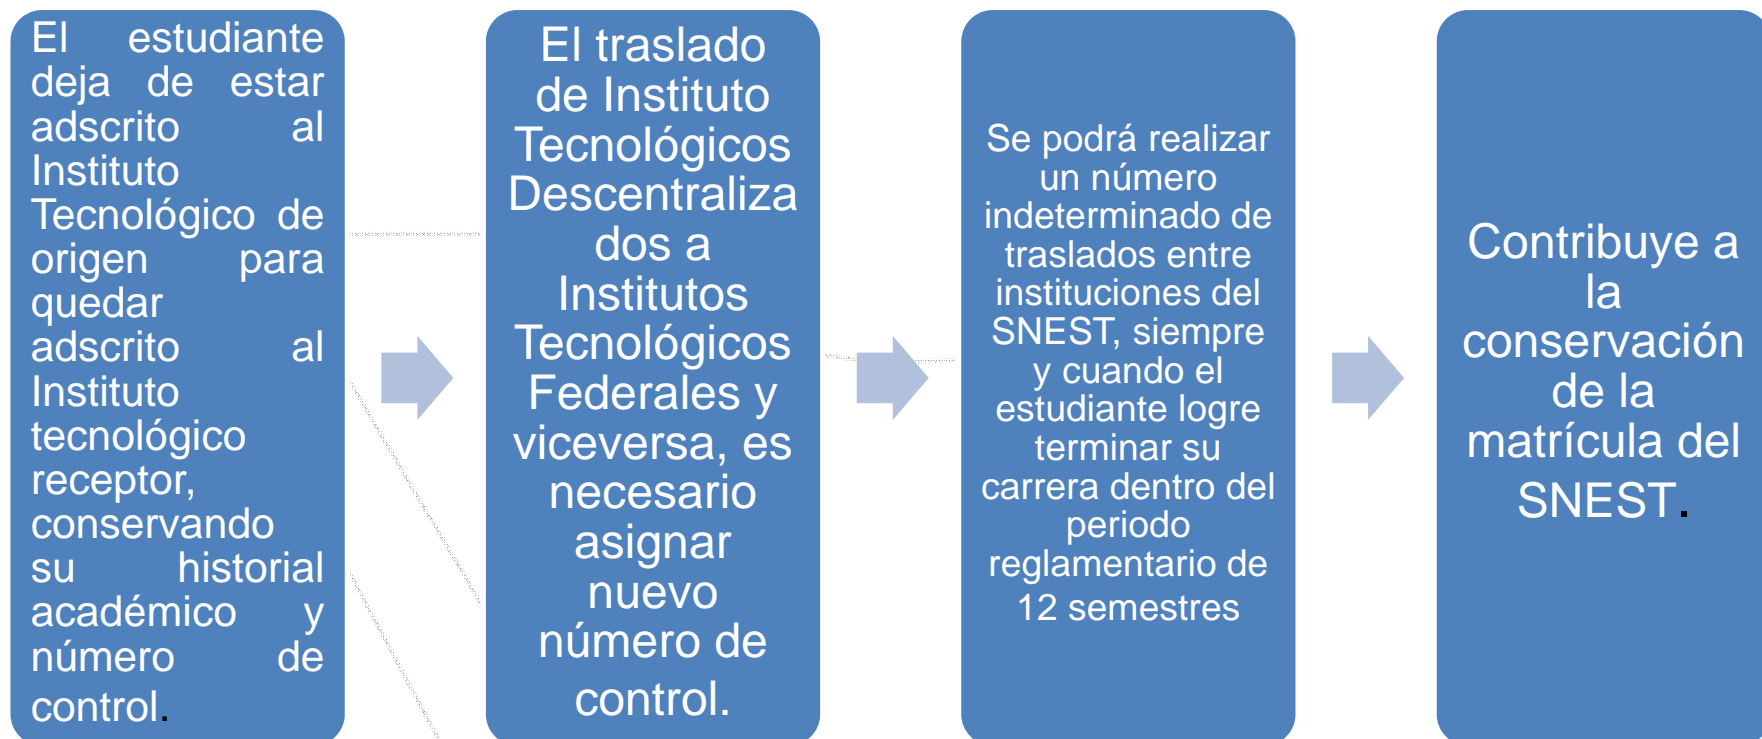 El estudiante
deja de estar
adscrito al
Instituto
Tecnológico de
origen para
quedar
adscrito al
Instituto
tecnológico
receptor,
conservando
su historial
académico y
número de
control.
El traslado
de Instituto
Tecnológicos
Descentraliza
dos a
Institutos
Tecnológicos
Federales y
viceversa, es
necesario
asignar
nuevo
número de
control.
Se podrá realizar
un número
indeterminado de
traslados entre
instituciones del
SNEST, siempre
y cuando el
estudiante logre
terminar su
carrera dentro del
periodo
reglamentario de
12 semestres
Contribuye a
la
conservación
de la
matrícula del
SNEST.